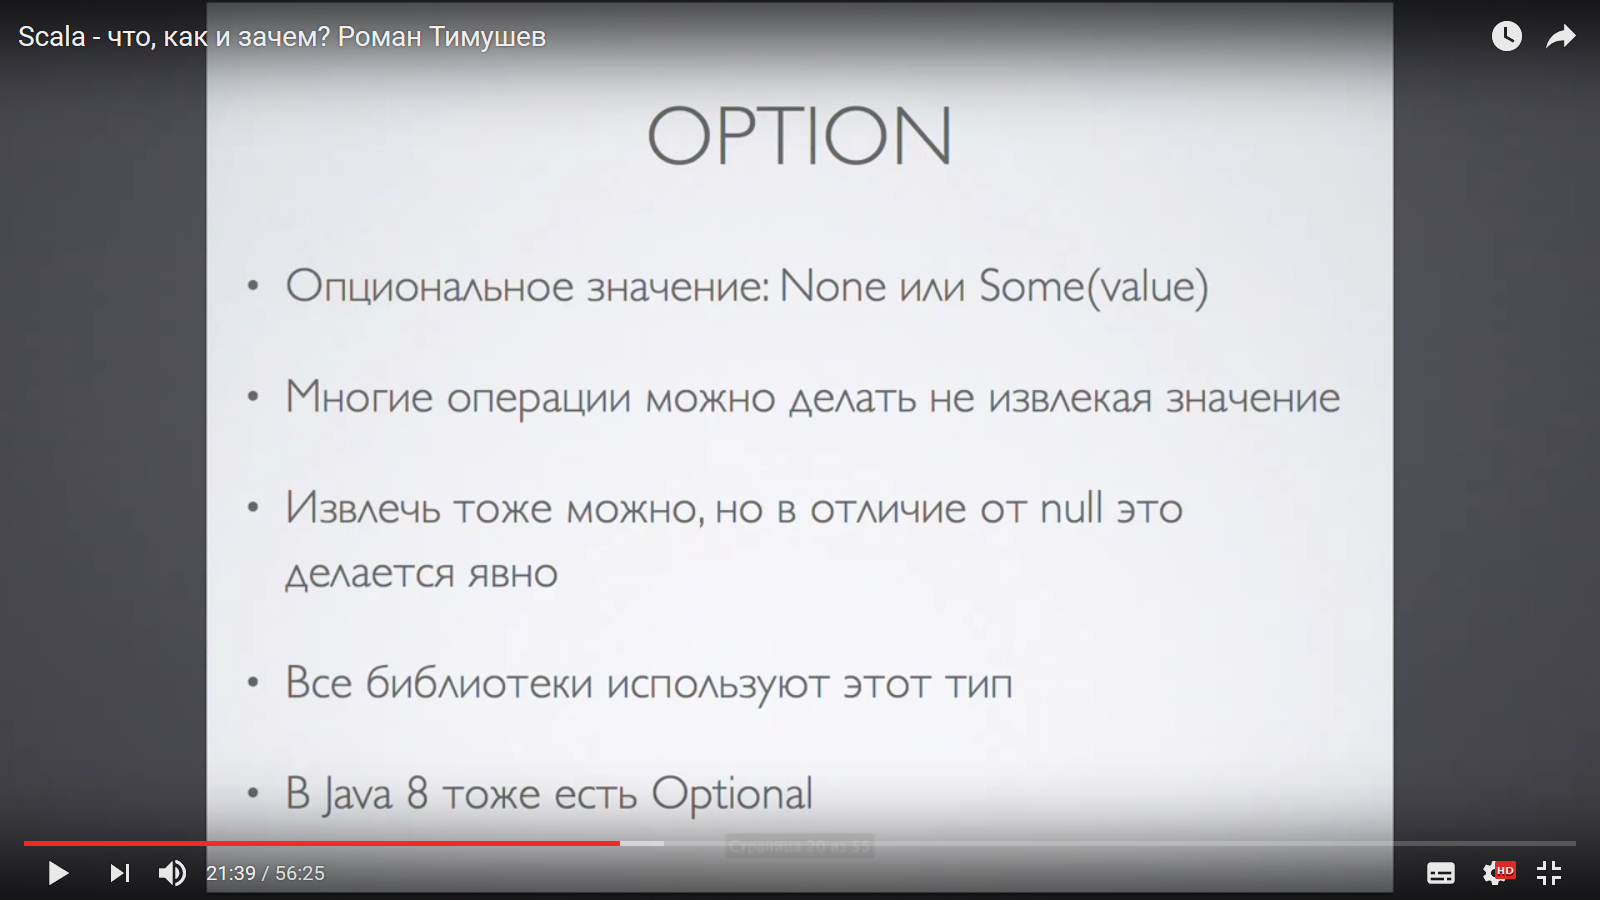 Scala - что, как и зачем? Роман Тимушев
OPTION
• Опциональное значение: None или Some(value)
• Многие операции можно делать не извлекая значение
• Извлечь тоже можно, но в отличие от null это
делается явно
• Все библиотеки используют этот тип
• В Java 8 тоже есть Optional
Страница 20 из 55
21:39 / 56:25
HD